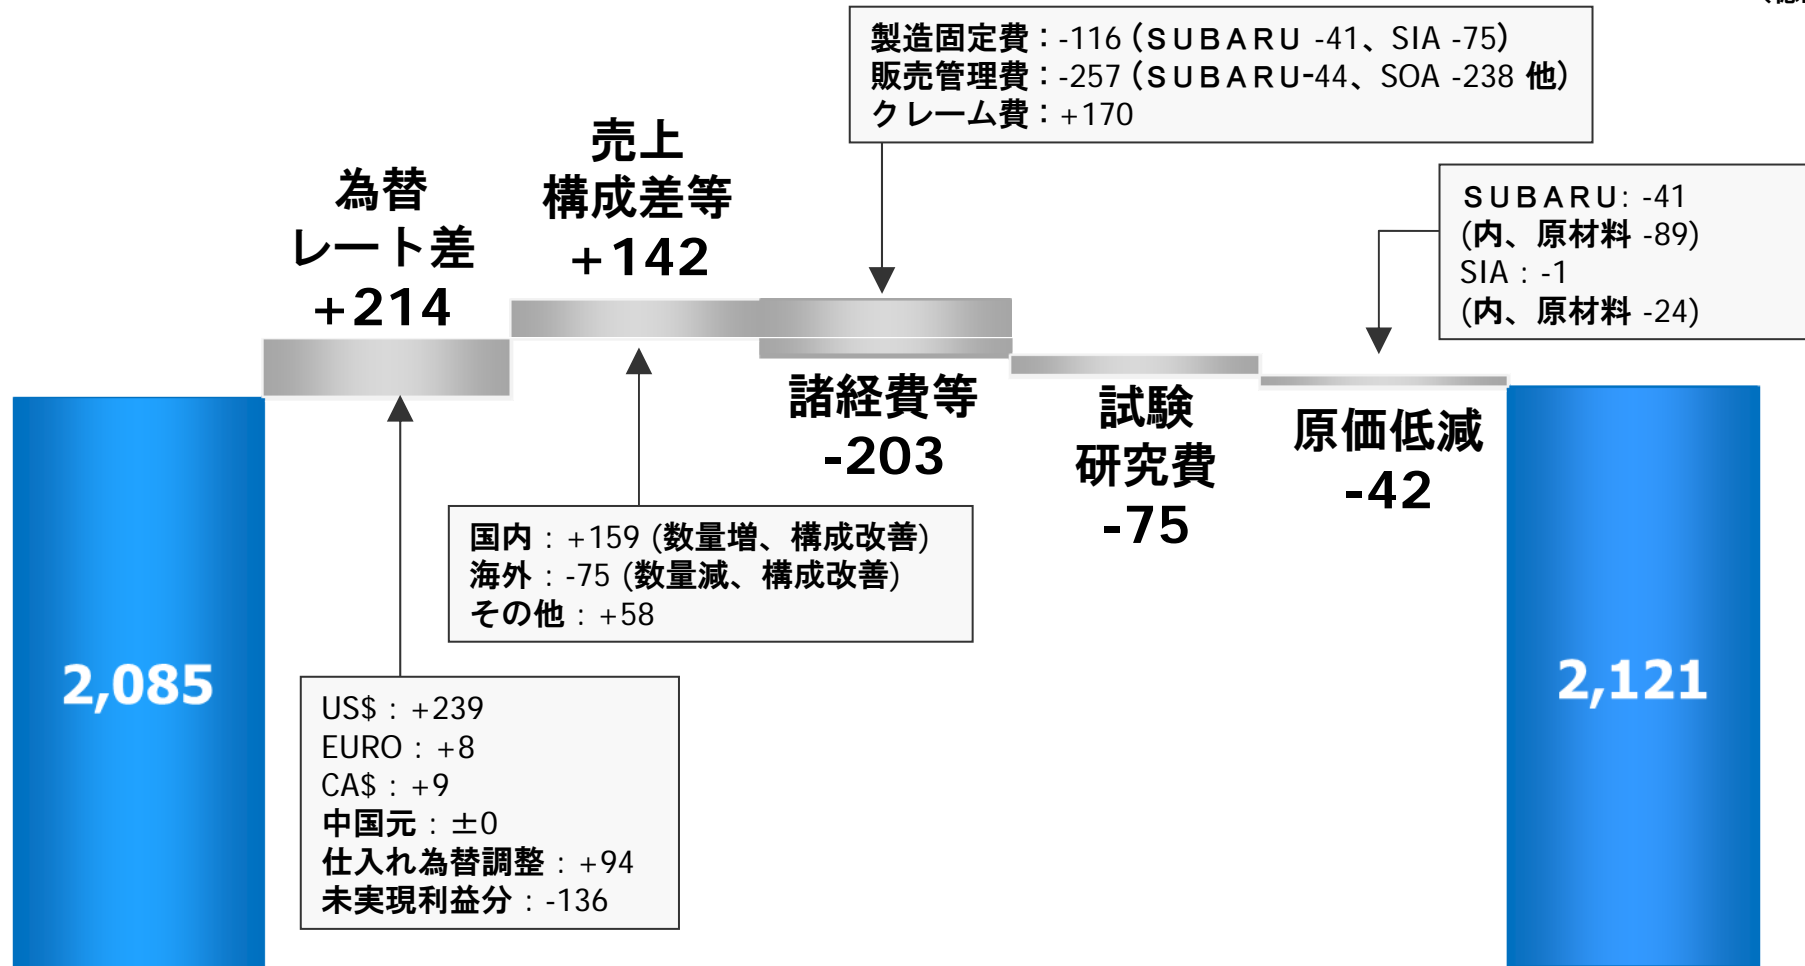 製造固定費：-116（ＳＵＢＡＲＵ -41、SIA -75）
販売管理費：-257（ＳＵＢＡＲＵ-44、SOA -238 他）
クレーム費：+170
売上
構成差等
+142
為替
レート差
+214
ＳＵＢＡＲＵ: -41
(内、原材料 -89)
SIA : -1
(内、原材料 -24)
諸経費等
-203
試験
研究費
-75
原価低減
-42
国内 : +159 (数量増、構成改善)
海外 : -75 (数量減、構成改善)
その他 : +58
2,085
2,121
US$ : +239
EURO : +8
CA$ : +9
中国元 : ±0
仕入れ為替調整 : +94
未実現利益分 : -136